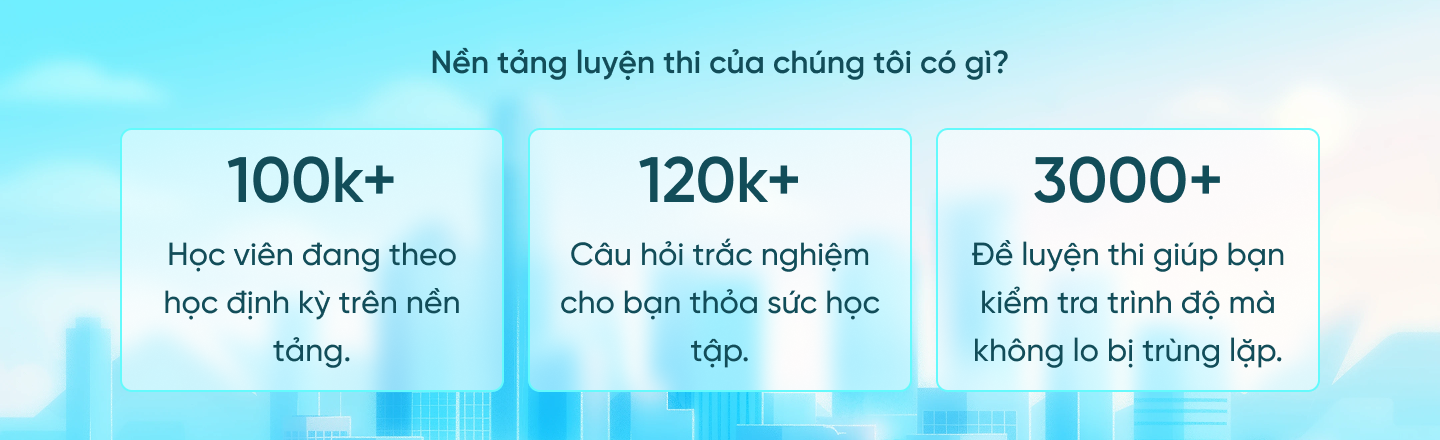 Nền tảng luyện thi của chúng tôi có gì?
100k+
Học viên đang theo
học định kỳ trên nền
tảng.
120k+
Câu hỏi trắc nghiệm
cho bạn thỏa sức học
tập.
3000+
Đề luyện thi giúp bạn
kiểm tra trình độ mà
không lo bị trùng lặp.